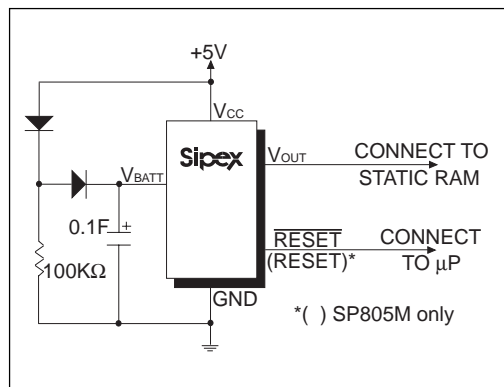 +5V
VCC
Sipex
VBATT
VOUT
CONNECT TO
STATIC RAM
0.1F
+
RESET
(RESET)*
CONNECT
TO µP
100KΩ
GND
*( ) SP805M only